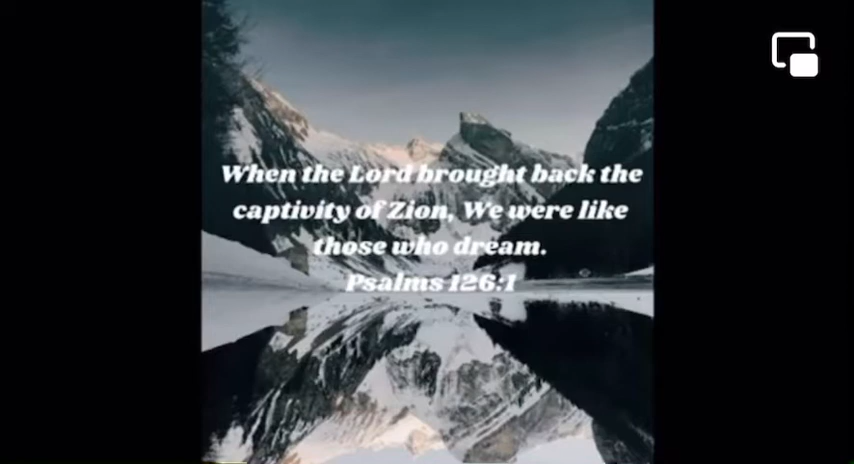 When the Lord brought back the
captivity of Zion, We were like
those who dream.
Psalms 126:1